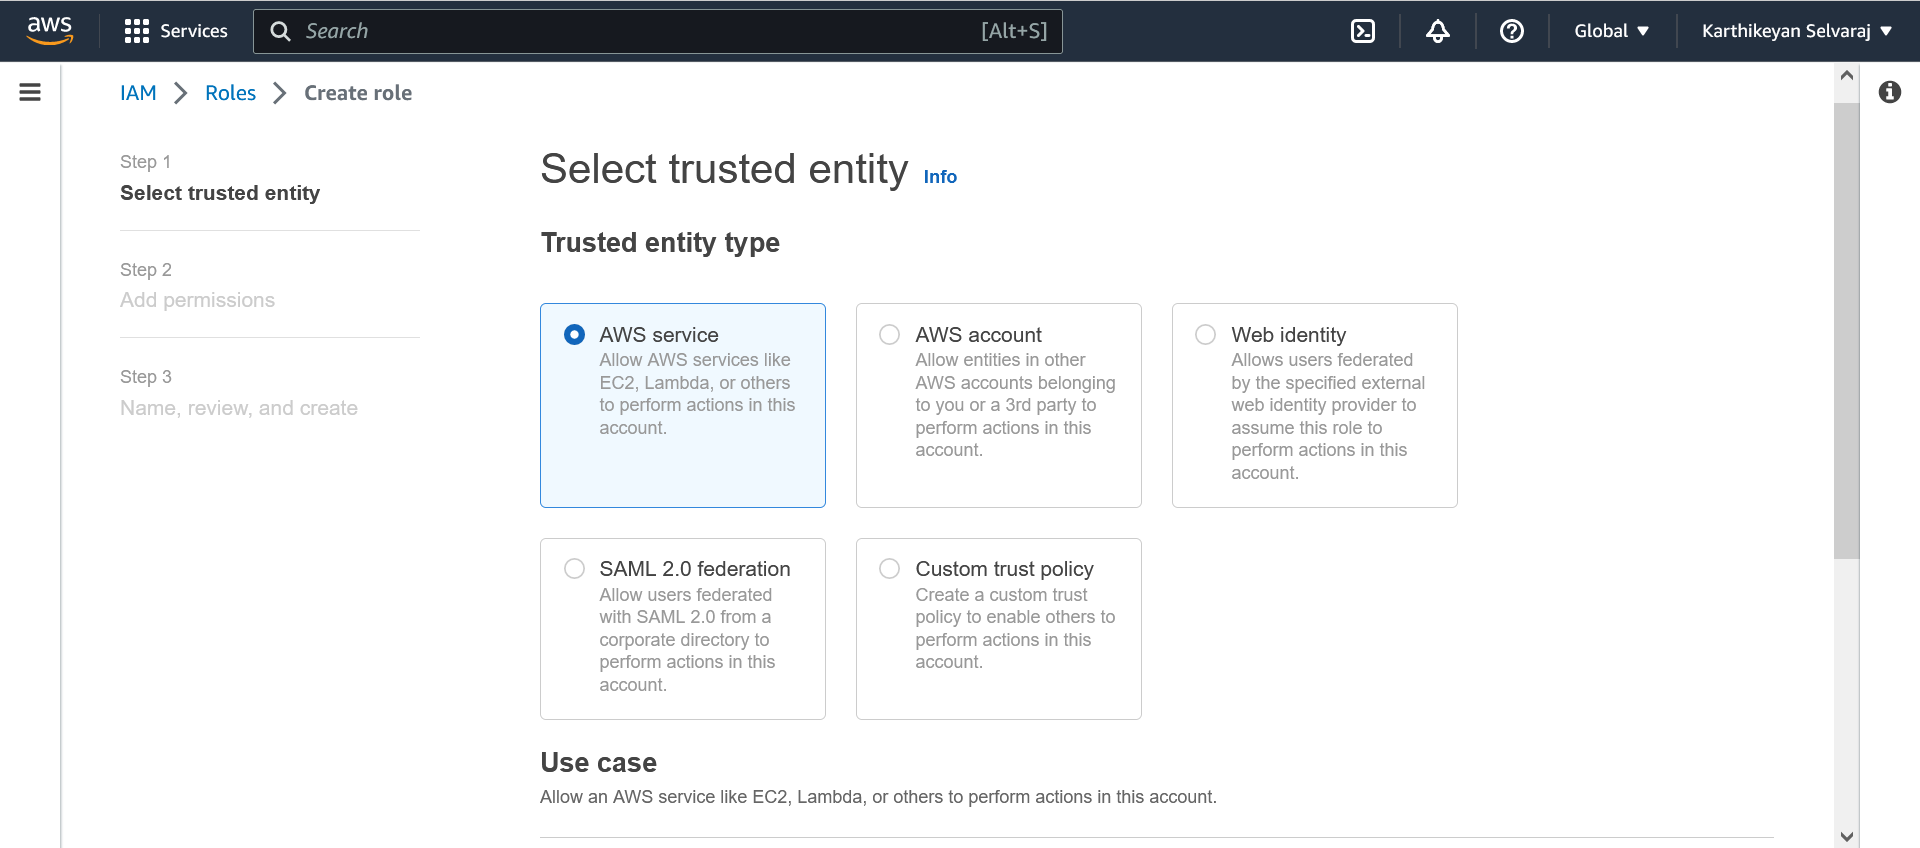 aws Services Search [Alt+S] Global Karthikeyan Selvaraj
IAM Roles Create role
Step 1
Select trusted entity
Step 2
Add permissions
Step 3
Name, review, and create
Select trusted entity Info
Trusted entity type
AWS service
Allow AWS services like
EC2, Lambda, or others
to perform actions in this
account.
AWS account
Allow entities in other
AWS accounts belonging
to you or a 3rd party to
perform actions in this
account.
Web identity
Allows users federated
by the specified external
web identity provider to
assume this role to
perform actions in this
account.
SAML 2.0 federation
Allow users federated
with SAML 2.0 from a
corporate directory to
perform actions in this
account.
Custom trust policy
Create a custom trust
policy to enable others to
perform actions in this
account.
Use case
Allow an AWS service like EC2, Lambda, or others to perform actions in this account.